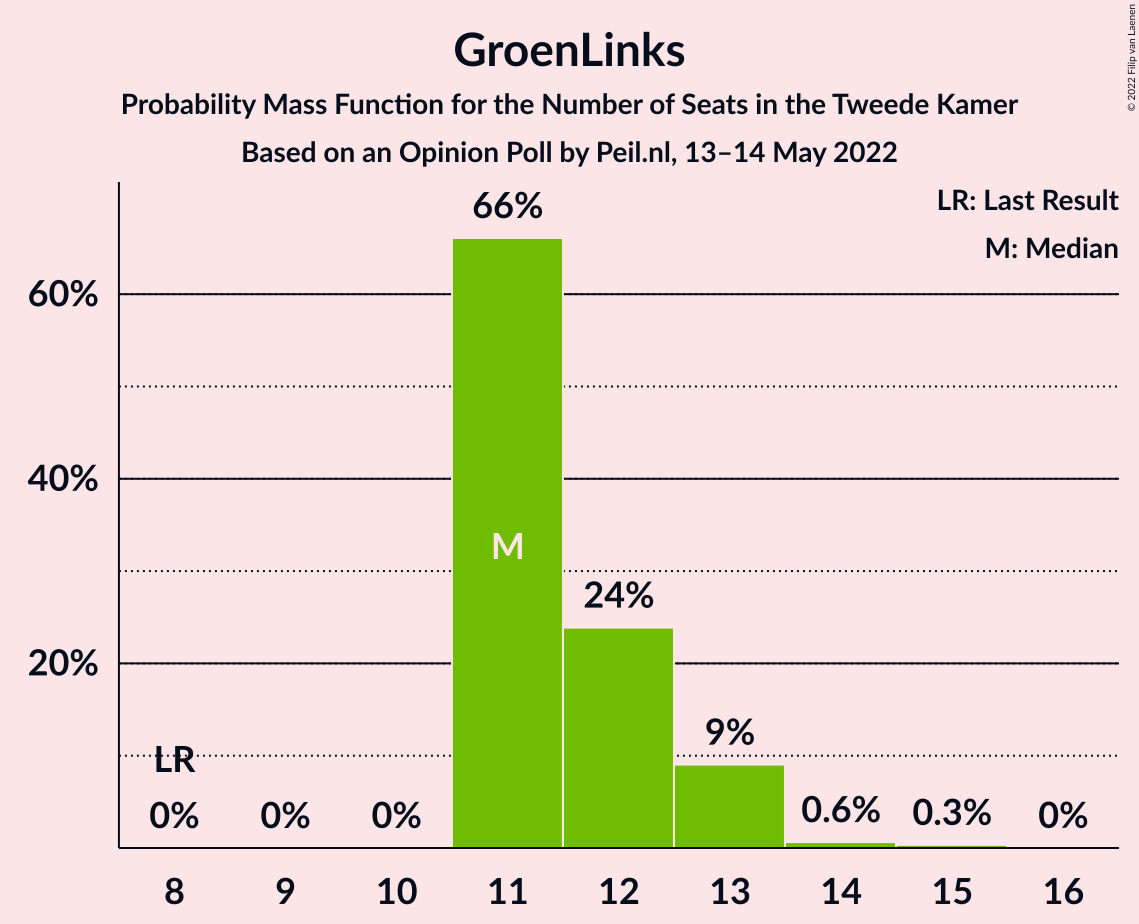 GroenLinks
Probability Mass Function for the Number of Seats in the Tweede Kamer
Based on an Opinion Poll by Peil.nl, 13–14 May 2022
© 2022 Filip van Laenen
LR: Last Result
M: Median
66%
60%
40%
M
24%
20%
9%
LR
0%
0%
0%
0.6%
0.3%
0%
8
9
10
11
12
13
14
15
16